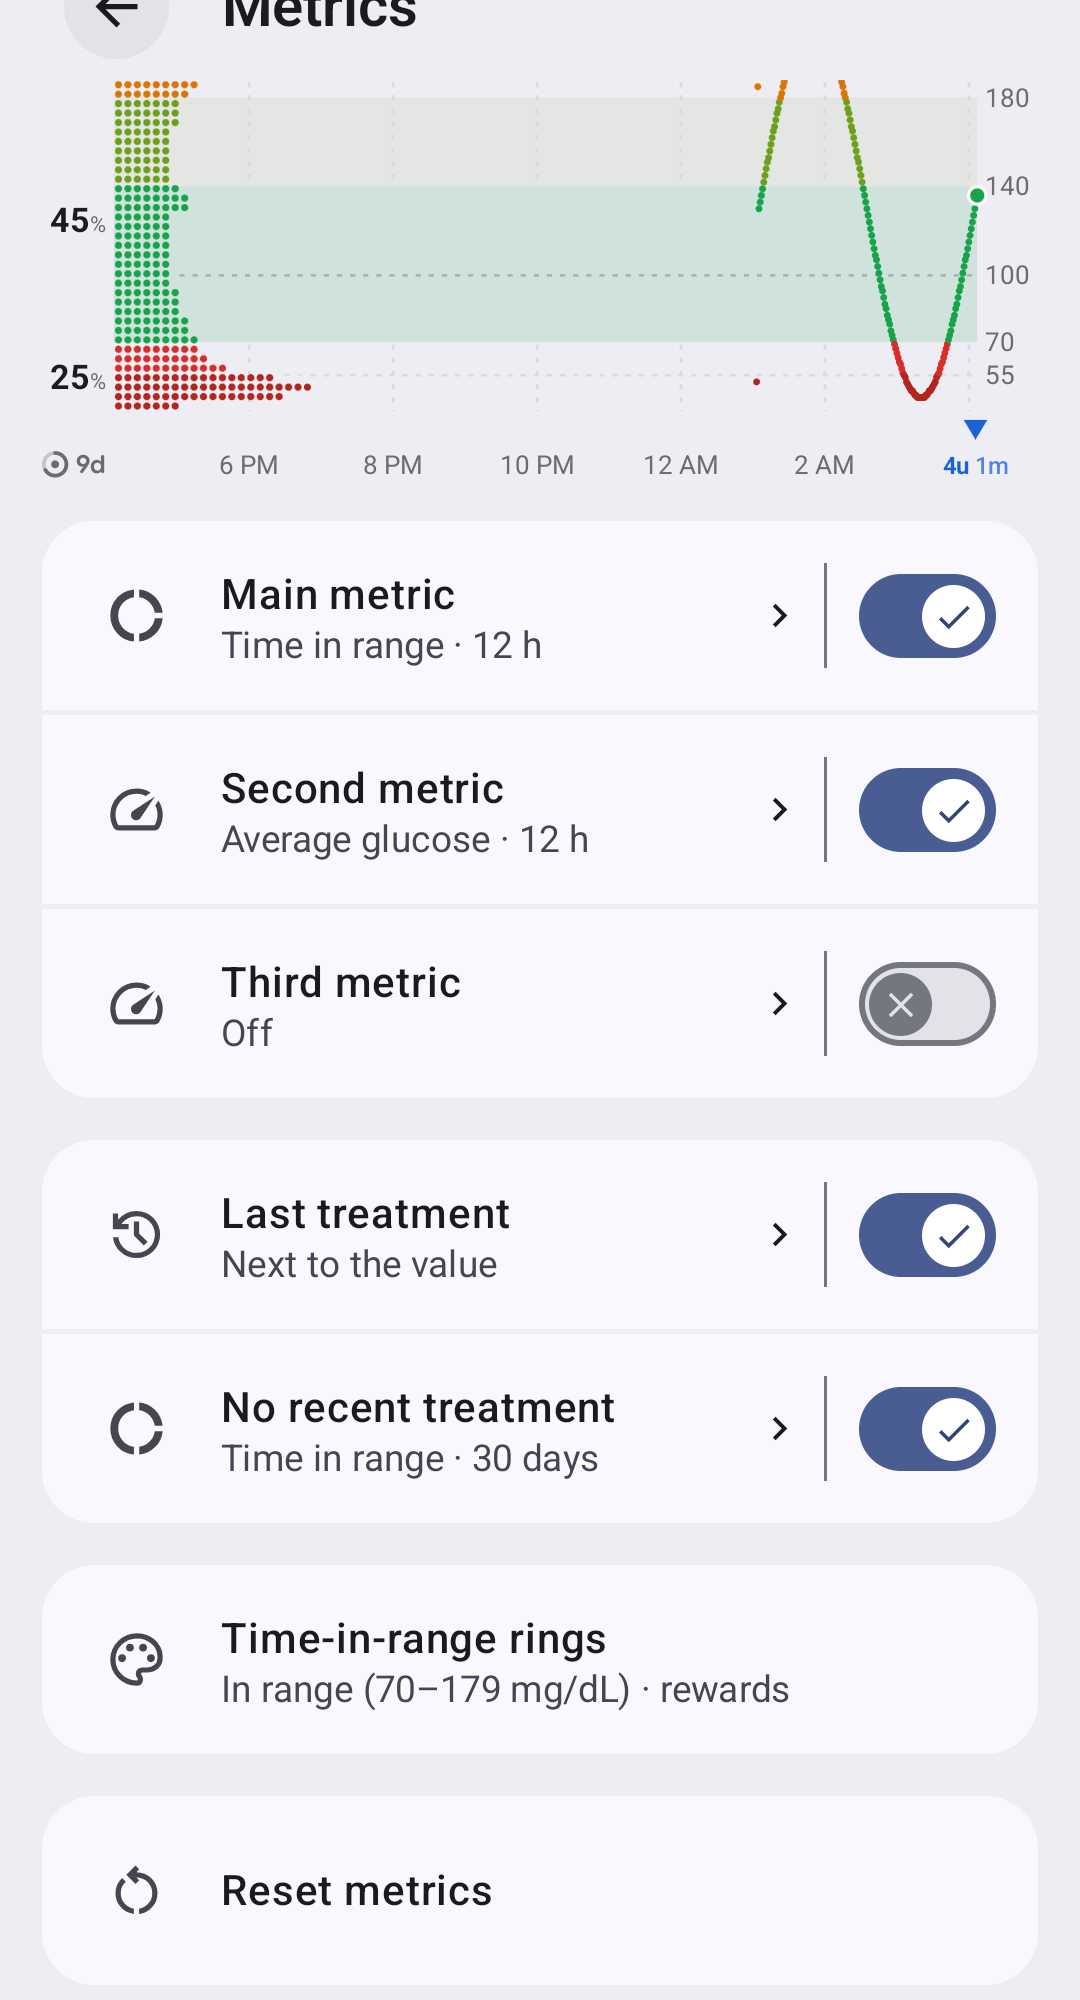 Metrics
180
140
45%
100
70
25%
55
9d
6 PM
8 PM
10 PM
12 AM
2 AM
4u 1m
Main metric
Time in range · 12 h
Second metric
Average glucose · 12 h
Third metric
Off
Last treatment
Next to the value
No recent treatment
Time in range · 30 days
Time-in-range rings
In range (70–179 mg/dL) · rewards
Reset metrics